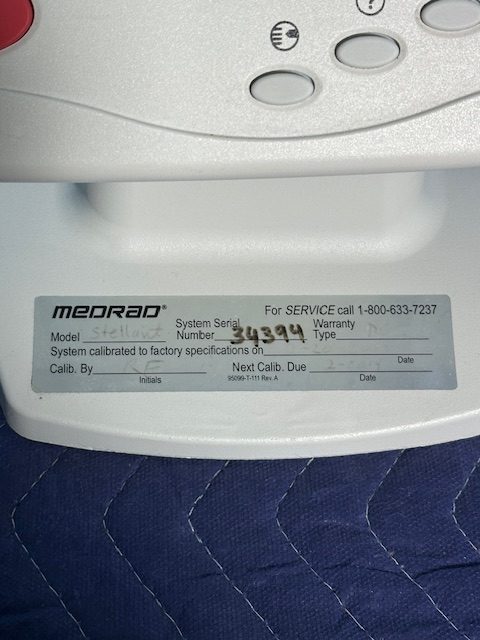 ?
MEDRAD® For SERVICE call 1-800-633-7237
Model Stellant System Serial Number 34394 Warranty Type
System calibrated to factory specifications on
Date
Calib. By KF Next Calib. Due
Initials 95099-T-111 Rev. A Date